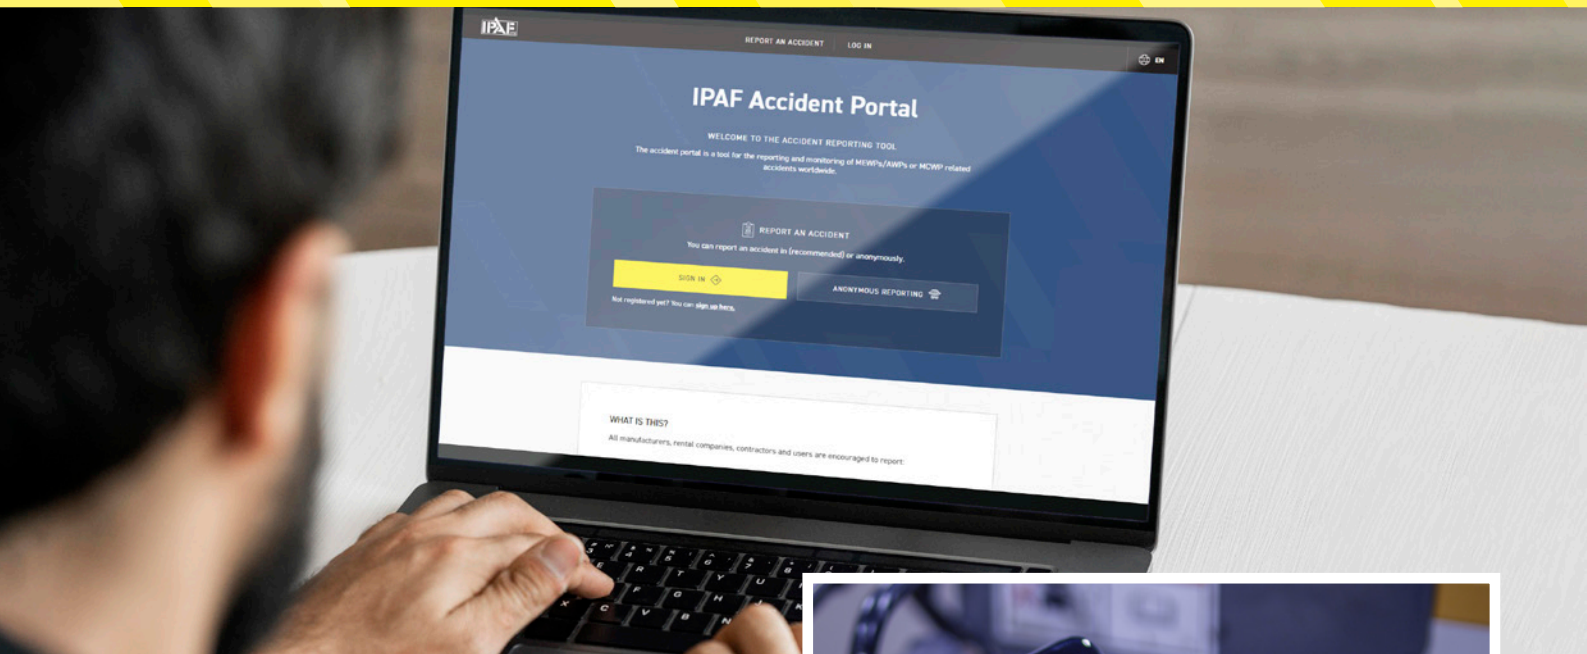 IPAF
REPORT AN ACCIDENT
LOG IN
EN
IPAF Accident Portal
WELCOME TO THE ACCIDENT REPORTING TOOL
The accident portal is a tool for the reporting and monitoring of MEWPs/AWPs or MCWP related
accidents worldwide.
REPORT AN ACCIDENT
You can report an accident in (recommended) or anonymously.
SIGN IN
ANONYMOUS REPORTING
Not registered yet? You can sign up here.
WHAT IS THIS?
All manufacturers, rental companies, contractors and users are encouraged to report: